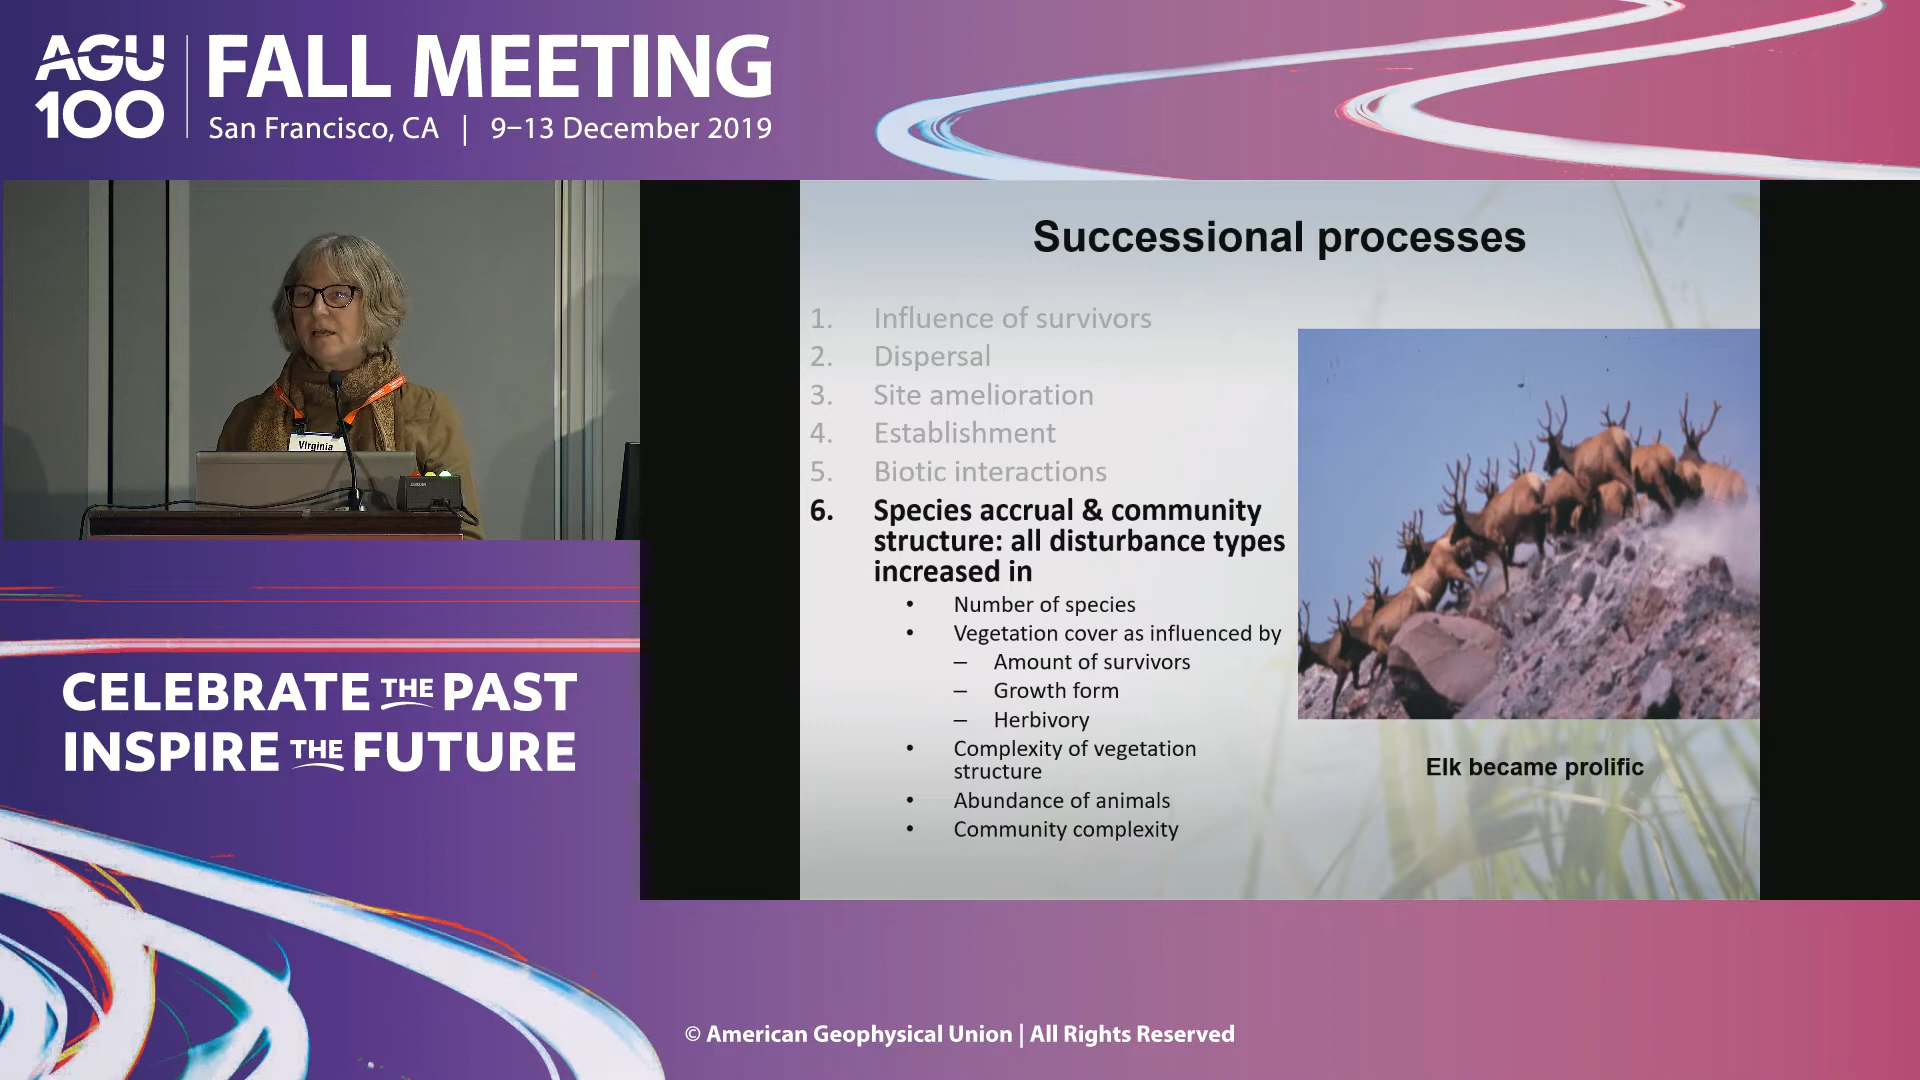 AGU
100
FALL MEETING
San Francisco, CA | 9–13 December 2019
Virginia
Successional processes
1. Influence of survivors
2. Dispersal
3. Site amelioration
4. Establishment
5. Biotic interactions
6. Species accrual & community
structure: all disturbance types
increased in
• Number of species
• Vegetation cover as influenced by
– Amount of survivors
– Growth form
– Herbivory
• Complexity of vegetation
structure
• Abundance of animals
• Community complexity
Elk became prolific
CELEBRATE THE PAST
INSPIRE THE FUTURE
© American Geophysical Union | All Rights Reserved